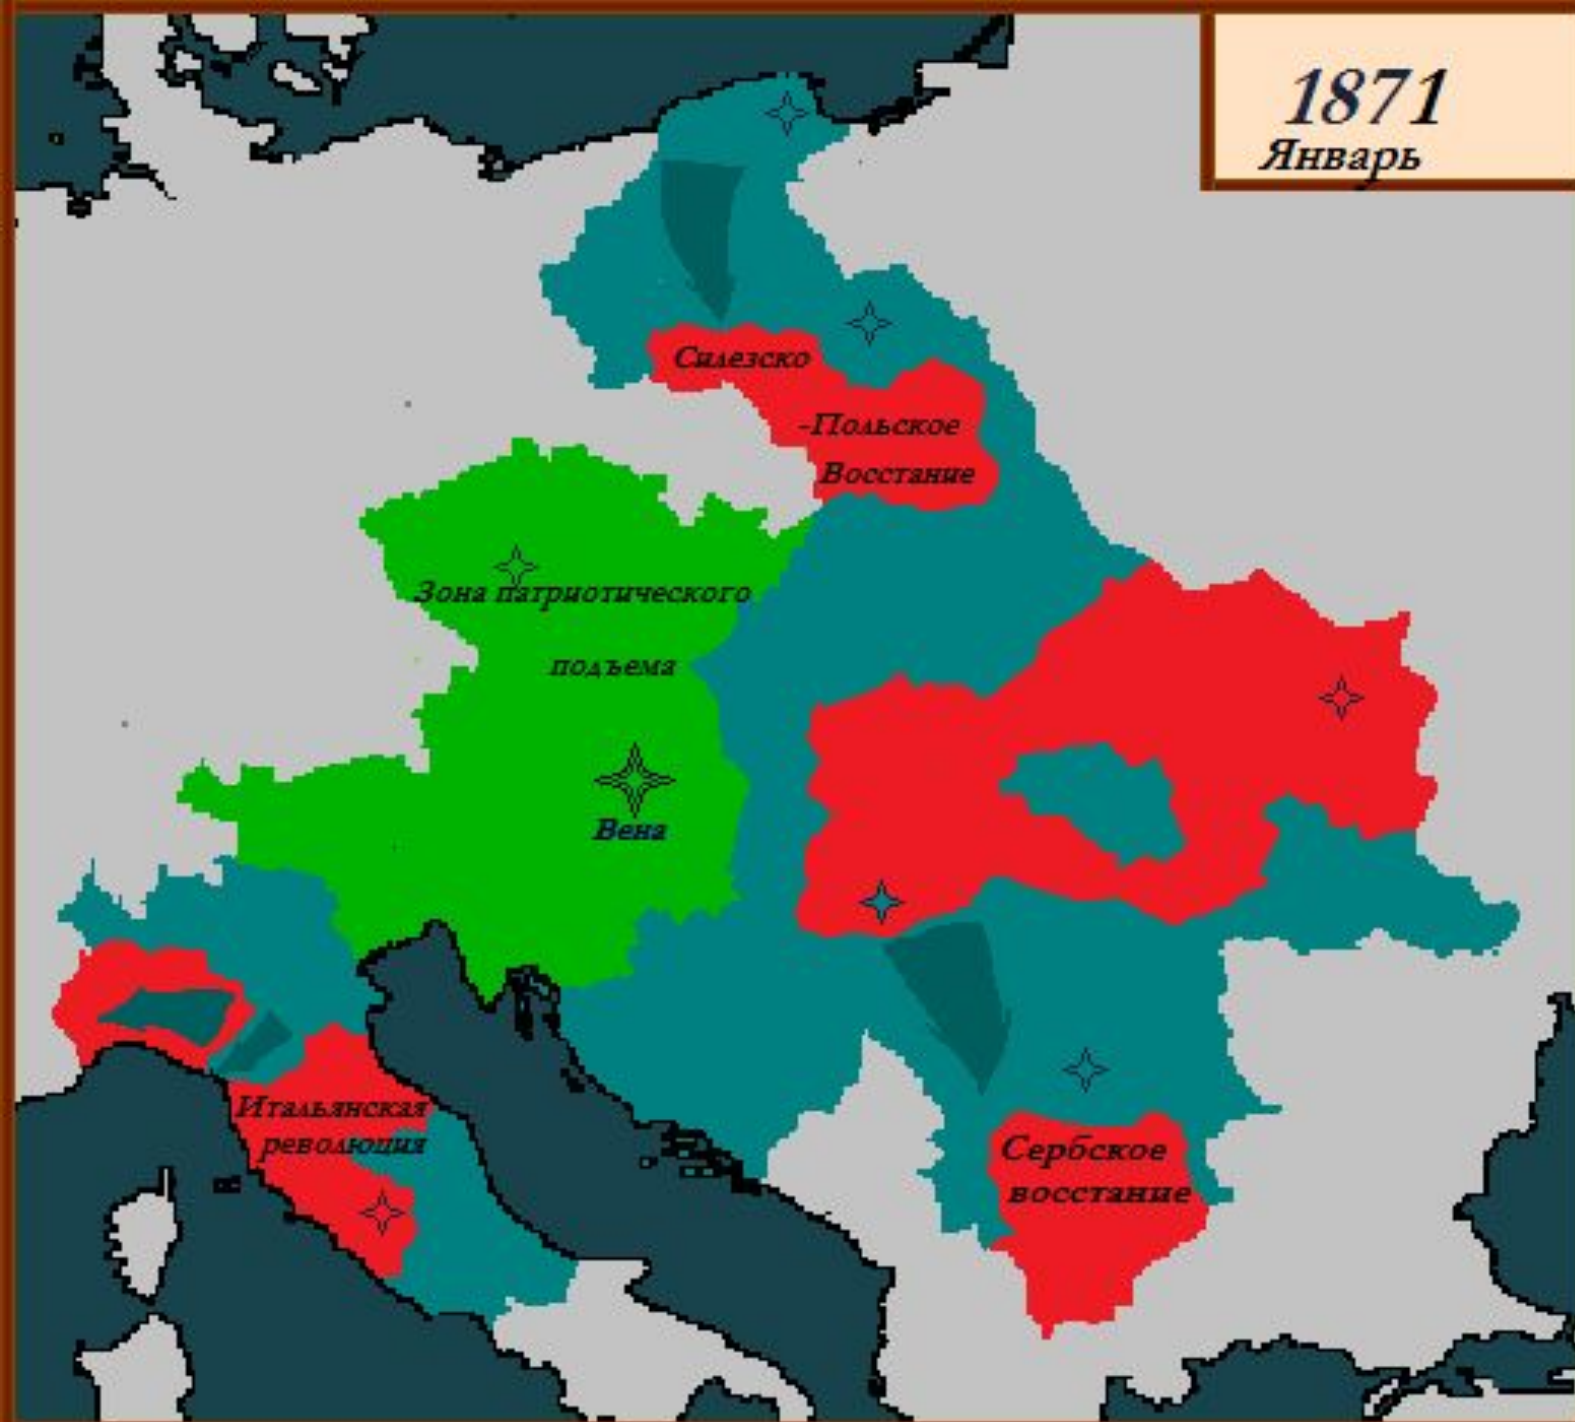 1871
Январь
Силезско
-Польское
Восстание
Зона патриотического
подъема
Вена
Итальянская
революция
Сербское
восстание